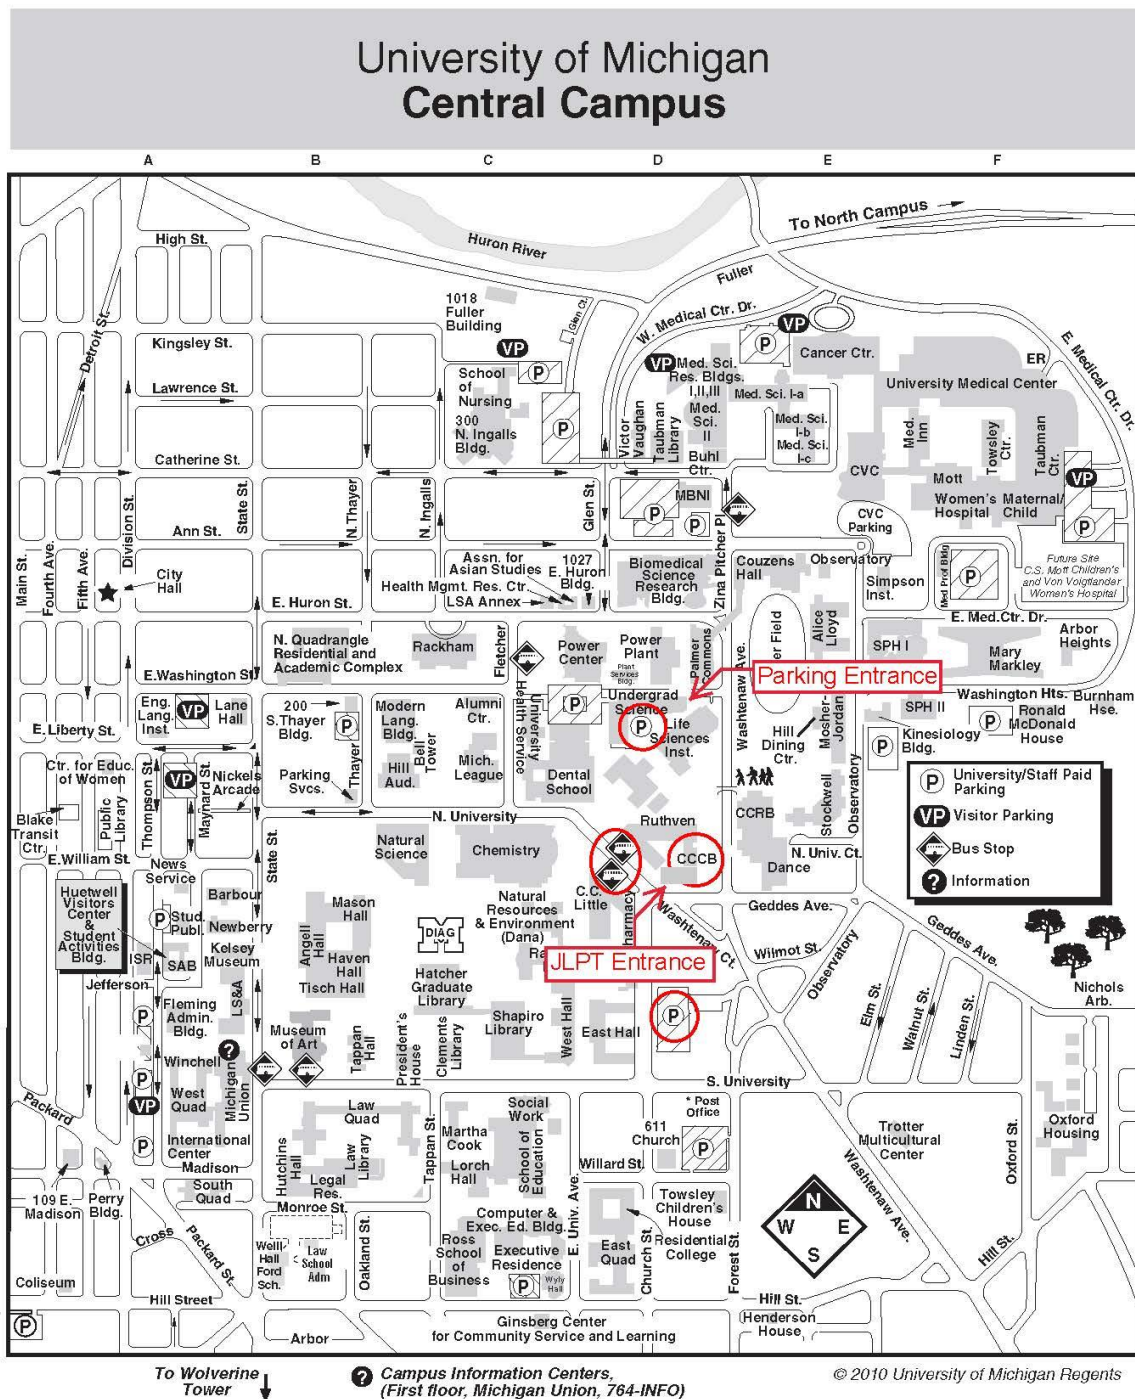 University of Michigan
Central Campus
A
B
C
D
E
F
To North Campus
Huron River
High St.
Fuller
Detroit St.
1018
Fuller
Building
Glen Ct.
W. Medical Ctr. Dr.
VP
E. Medical Ctr. Dr.
Kingsley St.
VP
P
P
Cancer Ctr.
ER
Lawrence St.
School
of
Nursing
VP
Med. Sci.
Res. Bldgs.
I,II,III
Med. Sci. I-a
University Medical Center
300
N. Ingalls
Bldg.
P
Victor
Vaughan
Taubman
Library
Med.
Sci.
II
Med. Sci.
I-b
Med. Sci.
I-c
Med.
Inn
Towsley
Ctr.
Taubman
Ctr.
Catherine St.
Buhl
Ctr.
CVC
Mott
VP
State St.
N. Thayer
N. Ingalls
Glen St.
P
MBNI
P
Women's
Hospital
Maternal/
Child
P
Division St.
Ann St.
Zina Pitcher Pl.
CVC
Parking
Main St.
Fourth Ave.
Fifth Ave.
City
Hall
Assn. for
Asian Studies
Health Mgmt. Res. Ctr.
LSA Annex
1027
E. Huron
Bldg.
Biomedical
Science
Research
Bldg.
Couzens
Hall
Observatory
Simpson
Inst.
Med Prof Bldg
P
Future Site
C.S. Mott Children's
and Von Voigtlander
Women's Hospital
E. Huron St.
E. Med.Ctr. Dr.
N. Quadrangle
Residential and
Academic Complex
Rackham
Fletcher
Power
Center
Power
Plant
Plant
Services
Bldg.
Palmer
Commons
Washtenaw Ave.
er Field
Alice
Lloyd
SPH I
Mary
Markley
Arbor
Heights
E.Washington St.
Parking Entrance
Washington Hts.
Burnham
Hse.
Eng.
Lang.
Inst.
VP
Lane
Hall
200
S.Thayer
Bldg.
P
Modern
Lang.
Bldg.
Alumni
Ctr.
University
Health Service
P
Undergrad
Science
P
Life
Sciences
Inst.
Hill
Dining
Ctr.
Mosher-
Jordan
SPH II
Kinesiology
Bldg.
P
P
Ronald
McDonald
House
E. Liberty St.
Bell
Tower
Ctr. for Educ.
of Women
Thompson St.
VP
Maynard St.
Nickels
Arcade
Parking
Svcs.
Thayer
Hill
Aud.
Mich.
League
Dental
School
Stockwell
Observatory
P University/Staff Paid
Parking
VP Visitor Parking
Bus Stop
? Information
Blake
Transit
Ctr.
Public
Library
N. University
Ruthven
CCRB
E.William St.
State St.
Natural
Science
Chemistry
CCCB
Dance
N. Univ. Ct.
News
Service
Huetwell
Visitors
Center
&
Student
Activities
Bldg.
P
Stud.
Publ.
Barbour
Newberry
Mason
Hall
Natural
Resources
& Environment
(Dana)
C.C.
Little
harmacy
Washtenaw Ct.
Geddes Ave.
Geddes Ave.
ISR
SAB
Kelsey
Museum
Angell
Hall
Haven
Hall
Tisch Hall
DIAG
Ra
JLPT Entrance
Wilmot St.
Observatory
Jefferson
LS&A
Hatcher
Graduate
Library
Elm St.
Walnut St.
Linden St.
Nichols
Arb.
P
Fleming
Admin.
Bldg.
Museum
of Art
Tappan
Hall
President's
House
Clements
Library
Shapiro
Library
West Hall
East Hall
P
Winchell
?
Michigan
Union
S. University
P
VP
West
Quad
Packard
P
International
Center
Law
Quad
Law
Library
Hutchins
Hall
Legal
Res.
Tappan St.
Martha
Cook
Lorch
Hall
Social
Work
School of
Education
* Post
Office
611
Church
P
Willard St.
Trotter
Multicultural
Center
Oxford St.
Oxford
Housing
Madison
South
Quad
109 E.
Madison
Perry
Bldg.
Monroe St.
E. Univ. Ave.
Towsley
Children's
House
Residential
College
Washtenaw Ave.
N
W
E
S
Cross
Packard St.
Weill
Hall
Ford
Sch.
Law
School
Adm
Oakland St.
Computer &
Exec. Ed. Bldg.
Ross
School
of
Business
Executive
Residence
P
Wyly
Hall
East
Quad
Church St.
Forest St.
Hill St.
Coliseum
Hill Street
Hill St.
P
Arbor
Ginsberg Center
for Community Service and Learning
Henderson
House
To Wolverine
Tower
? Campus Information Centers,
(First floor, Michigan Union, 764-INFO)
© 2010 University of Michigan Regents